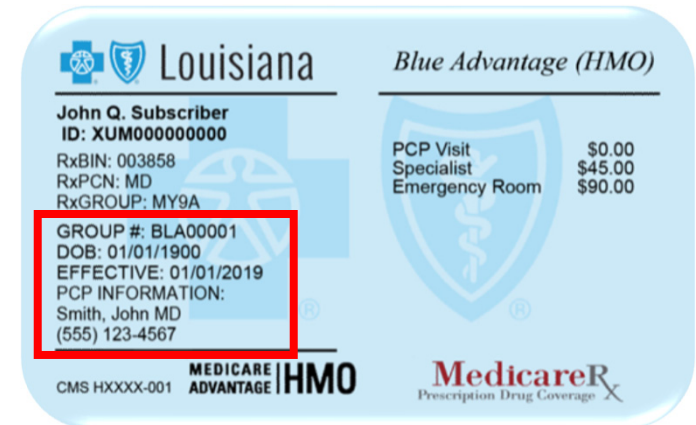 Louisiana
Blue Advantage (HMO)
John Q. Subscriber
ID: XUM000000000
RxBIN: 003858
RxPCN: MD
RxGROUP: MY9A
GROUP #: BLA00001
DOB: 01/01/1900
EFFECTIVE: 01/01/2019
PCP INFORMATION:
Smith, John MD
(555) 123-4567
PCP Visit $0.00
Specialist $45.00
Emergency Room $90.00
CMS HXXXX-001
MEDICARE
ADVANTAGE
HMO
MedicareRx
Prescription Drug Coverage
®
®